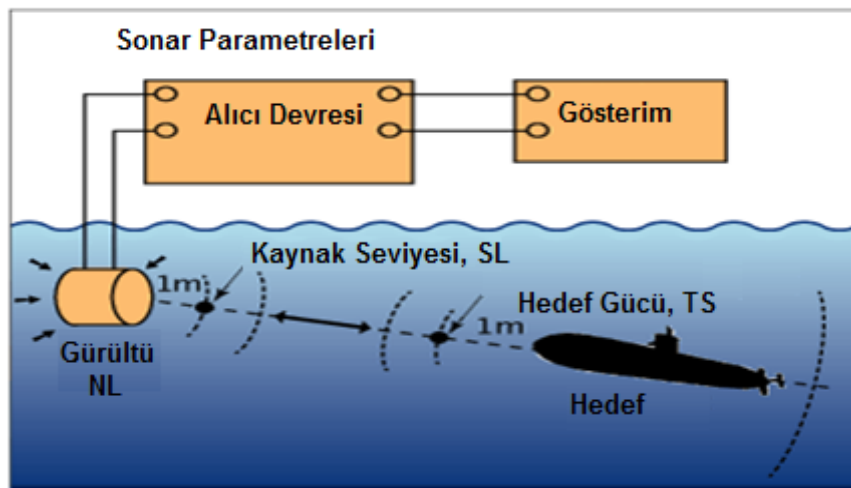 Sonar Parametreleri
Alıcı Devresi
Gösterim
Kaynak Seviyesi, SL
1m
Hedef Gücü, TS
1m
Gürültü
NL
Hedef